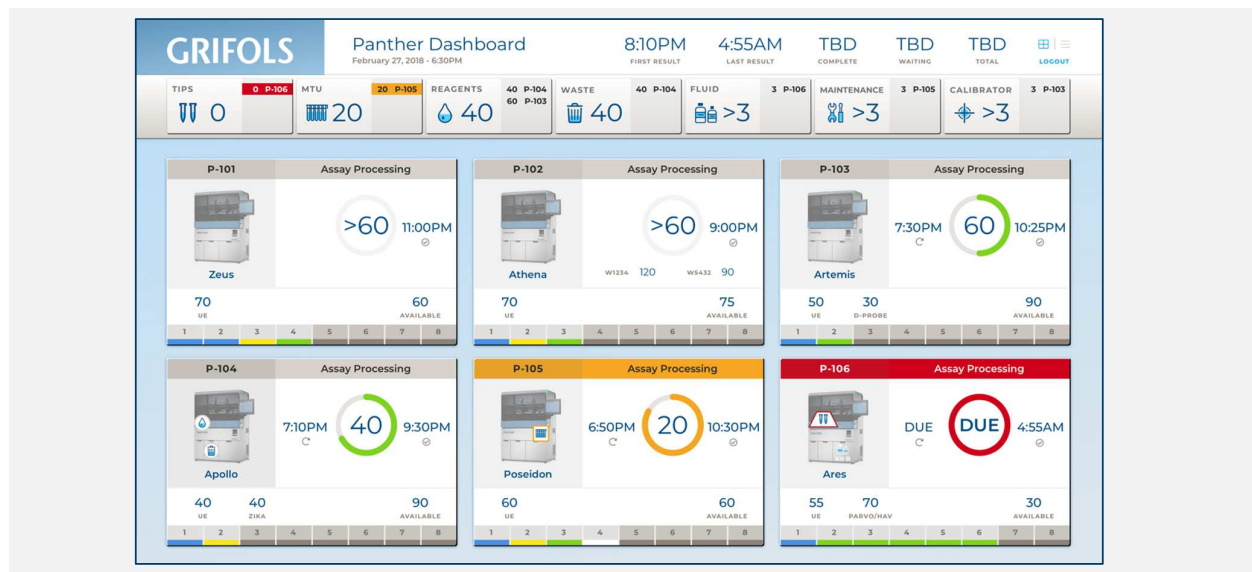 GRIFOLS
Panther Dashboard
February 27, 2018 - 6:30PM
8:10PM
FIRST RESULT
4:55AM
LAST RESULT
TBD
COMPLETE
TBD
WAITING
TBD
TOTAL
LOGOUT
TIPS
0 P-106
0
MTU
20 P-105
20
REAGENTS
40 P-104
60 P-103
40
WASTE
40 P-104
40
FLUID
3 P-106
>3
MAINTENANCE
3 P-105
>3
CALIBRATOR
3 P-103
>3
P-101 Assay Processing
>60 11:00PM
Zeus
70 60
UE AVAILABLE
1 2 3 4 5 6 7 8
P-102 Assay Processing
>60 9:00PM
Athena
W1234 120 W5432 90
70 75
UE AVAILABLE
1 2 3 4 5 6 7 8
P-103 Assay Processing
7:30PM 60 10:25PM
Artemis
50 30 90
UE D-PROBE AVAILABLE
1 2 3 4 5 6 7 8
P-104 Assay Processing
7:10PM 40 9:30PM
Apollo
40 40 90
UE ZIKA AVAILABLE
1 2 3 4 5 6 7 8
P-105 Assay Processing
6:50PM 20 10:30PM
Poseidon
60 60
UE AVAILABLE
1 2 3 4 5 6 7 8
P-106 Assay Processing
DUE DUE 4:55AM
Ares
55 70 30
UE PARVO/HAV AVAILABLE
1 2 3 4 5 6 7 8